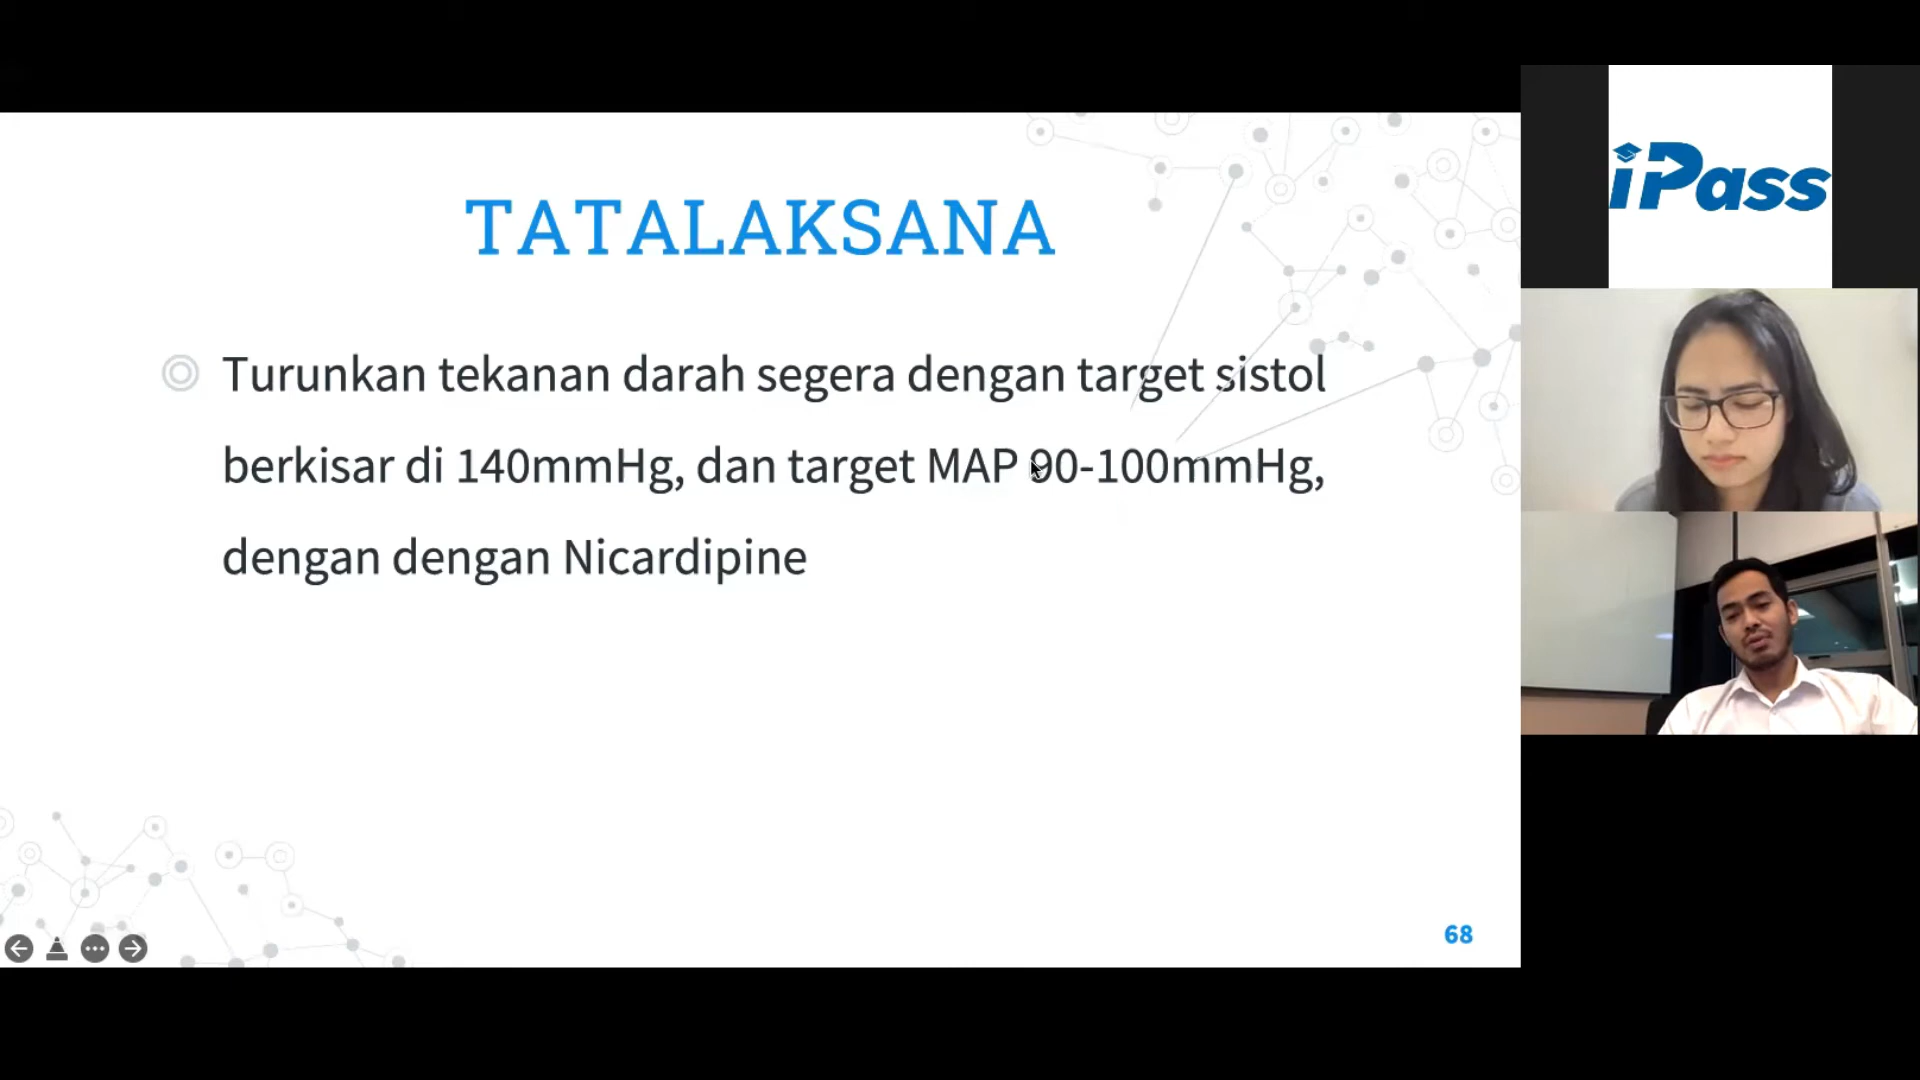 TATALAKSANA
Turunkan tekanan darah segera dengan target sistol
berkisar di 140mmHg, dan target MAP 90-100mmHg,
dengan dengan Nicardipine
68
iPass